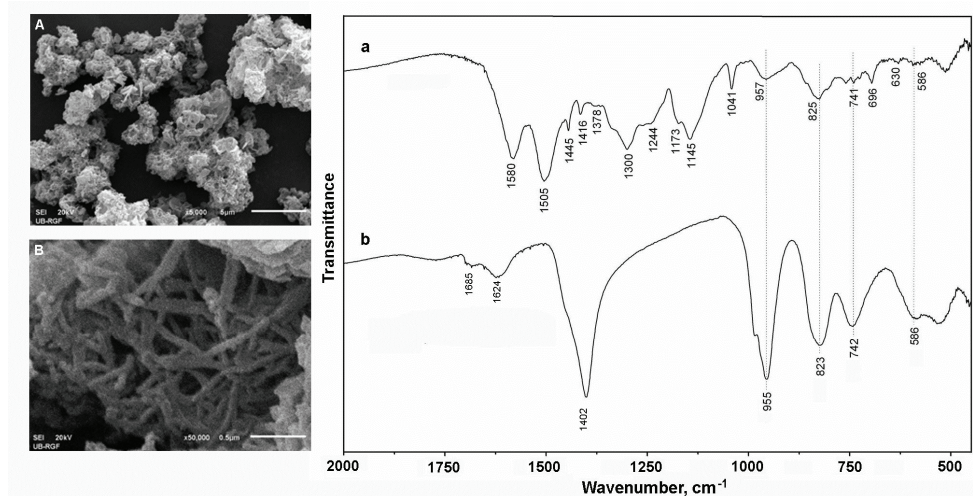 A
SEI 20kV x5,000 5µm
UB-RGF
B
SEI 20kV x50,000 0.5µm
UB-RGF
Transmittance
a
1580
1505
1445
1416
1378
1300
1244
1173
1145
1041
957
825
741
696
630
586
b
1685
1624
1402
955
823
742
586
2000 1750 1500 1250 1000 750 500
Wavenumber, cm-1